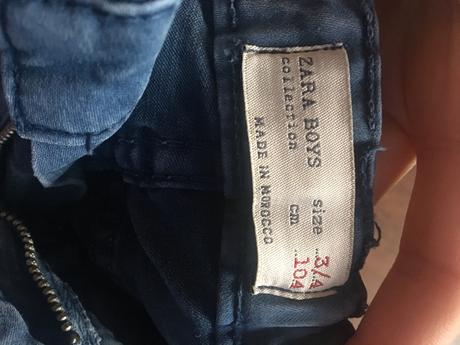 ZARA BOYS size ...3/4
collection cm ...104
MADE IN MOROCCO